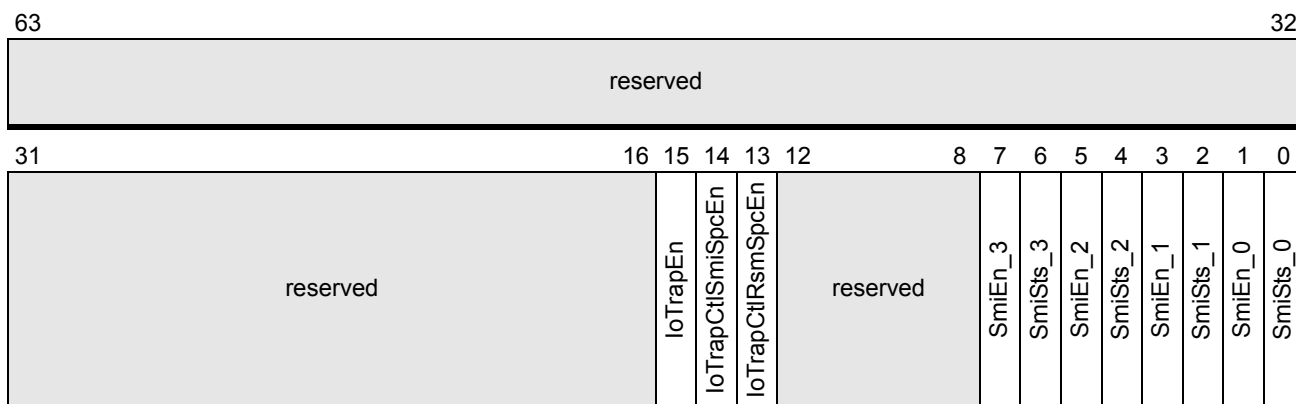 63 32
reserved
31 16 15 14 13 12 8 7 6 5 4 3 2 1 0
reserved
IoTrapEn
IoTrapCtlSmiSpcEn
IoTrapCtlRsmSpcEn
reserved
SmiEn_3
SmiSts_3
SmiEn_2
SmiSts_2
SmiEn_1
SmiSts_1
SmiEn_0
SmiSts_0